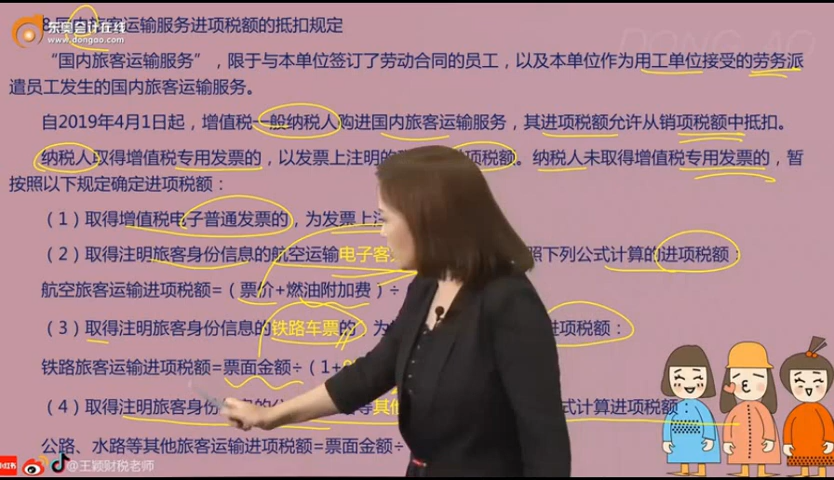 东奥会计在线
www.dongao.com
8.国内旅客运输服务进项税额的抵扣规定
DONG AO
“国内旅客运输服务”，限于与本单位签订了劳动合同的员工，以及本单位作为用工单位接受的劳务派
遣员工发生的国内旅客运输服务。
自2019年4月1日起，增值税一般纳税人购进国内旅客运输服务，其进项税额允许从销项税额中抵扣。
纳税人取得增值税专用发票的，以发票上注明的 项税额。纳税人未取得增值税专用发票的，暂
按照以下规定确定进项税额：
（1）取得增值税电子普通发票的，为发票上注
（2）取得注明旅客身份信息的航空运输电子客 照下列公式计算的进项税额：
航空旅客运输进项税额=（票价+燃油附加费）÷
（3）取得注明旅客身份信息的铁路车票的，为 进项税额：
铁路旅客运输进项税额=票面金额÷（1+
（4）取得注明旅客身份信息的 等其他 式计算进项税额
公路、水路等其他旅客运输进项税额=票面金额÷
小红书
@王颖财税老师